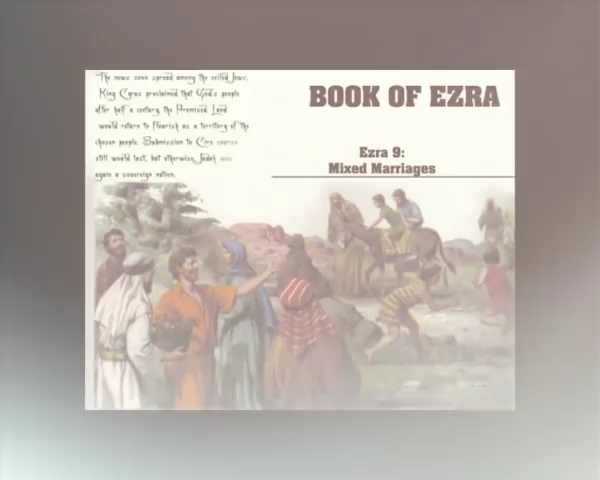 The news soon spread among the exiled Jews.
King Cyrus proclaimed that God's people
after half a century, the Promised Land
would return to flourish as a territory of the
chosen people. Submission to Ciro course
still would last, but otherwise, Judah was
again a sovereign nation.
BOOK OF EZRA
Ezra 9:
Mixed Marriages